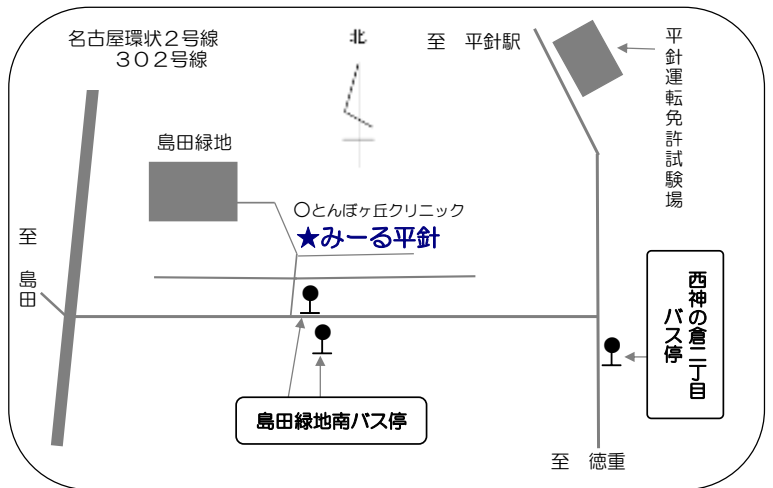 名古屋環状２号線
３０２号線
北
至　平針駅
平針運転免許試験場
島田緑地
○とんぼヶ丘クリニック
★みーる平針
至　島田
西神の倉二丁目
バス停
島田緑地南バス停
至　徳重